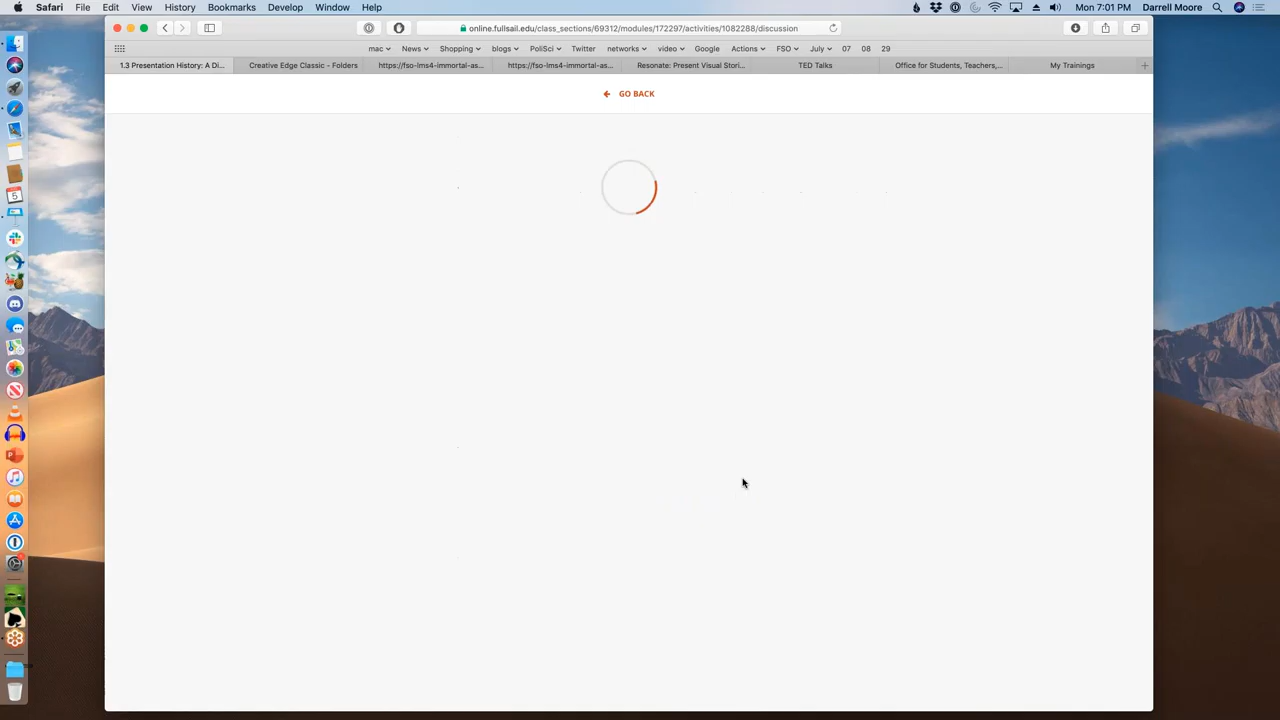 Safari File Edit View History Bookmarks Develop Window Help Mon 7:01 PM Darrell Moore
online.fullsail.edu/class_sections/69312/modules/172297/activities/1082288/discussion
mac News Shopping blogs PoliSci Twitter networks video Google Actions FSO July 07 08 29
1.3 Presentation History: A Di... Creative Edge Classic - Folders https://fso-lms4-immortal-as... https://fso-lms4-immortal-as... Resonate: Present Visual Stori... TED Talks Office for Students, Teachers,... My Trainings
GO BACK
5